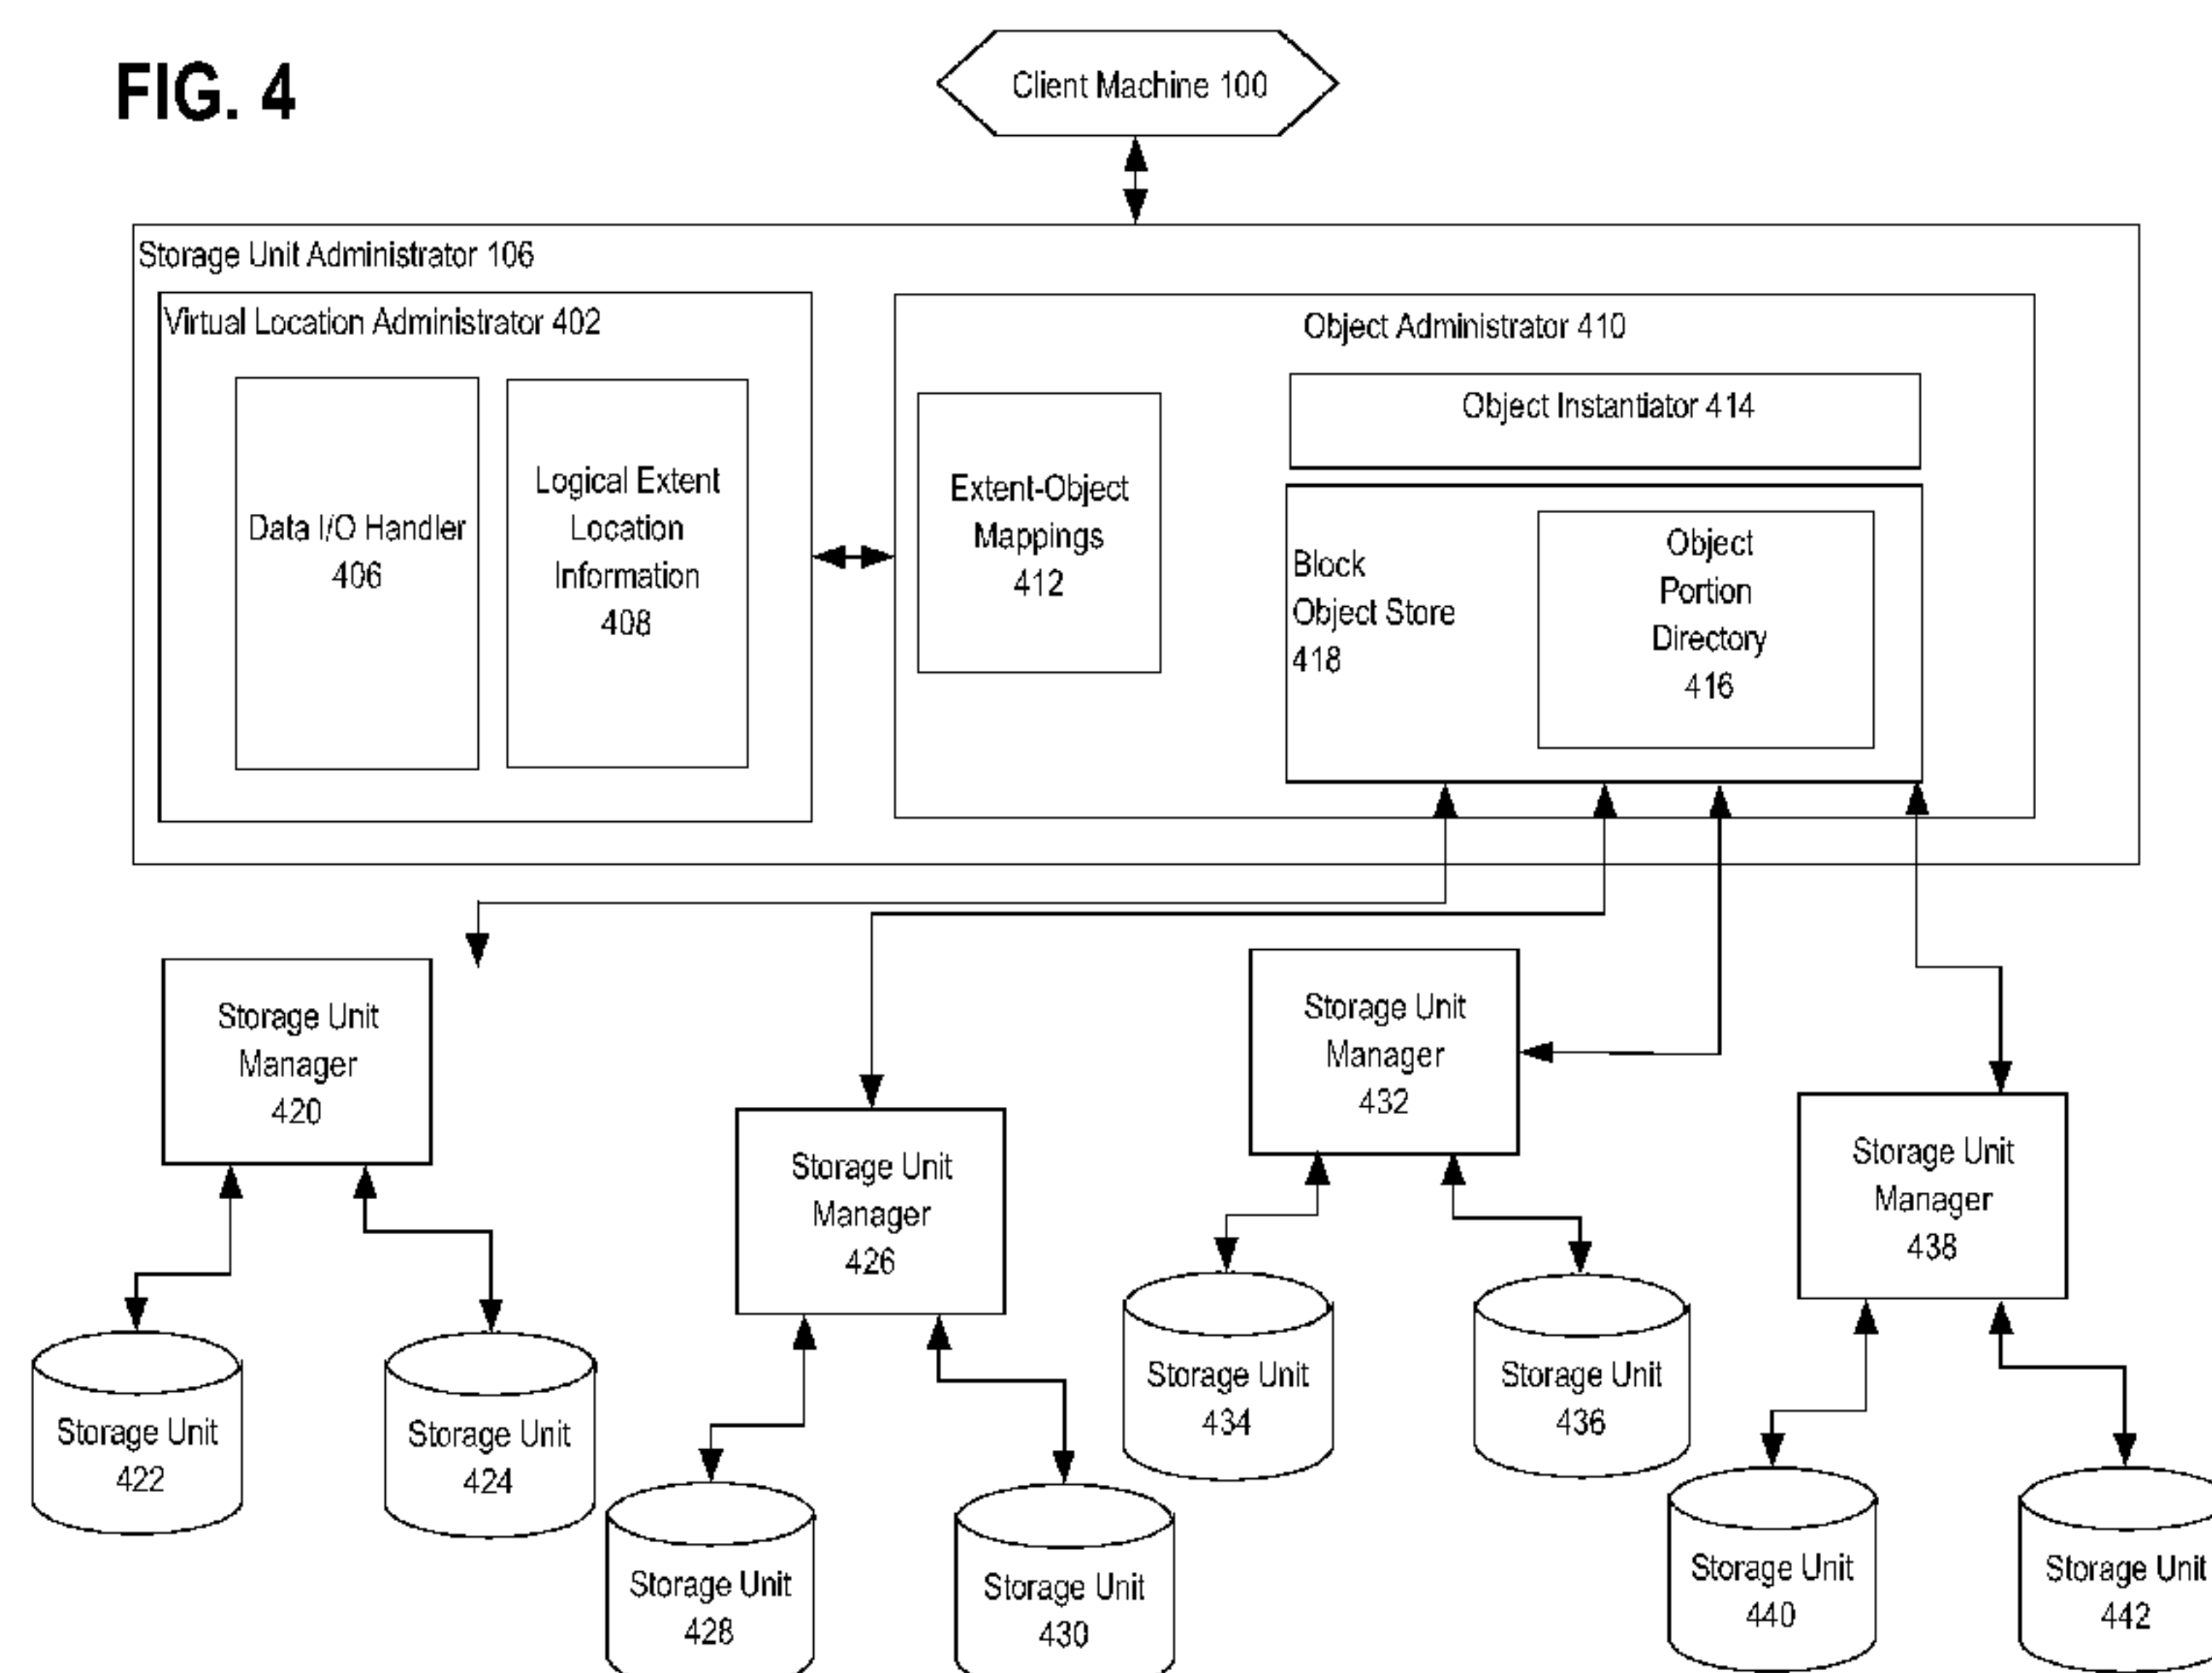 FIG. 4
Client Machine 100
Storage Unit Administrator 106
Virtual Location Administrator 402
Data I/O Handler
406
Logical Extent
Location
Information
408
Object Administrator 410
Extent-Object
Mappings
412
Object Instantiator 414
Block
Object Store
418
Object
Portion
Directory
416
Storage Unit
Manager
420
Storage Unit
Manager
426
Storage Unit
Manager
432
Storage Unit
Manager
438
Storage Unit
422
Storage Unit
424
Storage Unit
428
Storage Unit
430
Storage Unit
434
Storage Unit
436
Storage Unit
440
Storage Unit
442